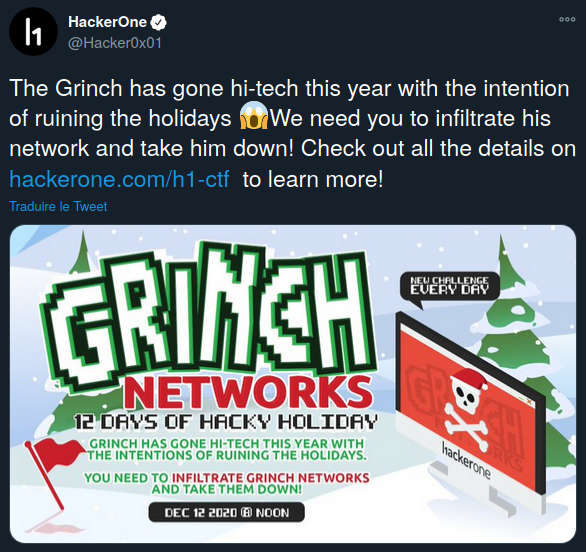 HackerOne
@Hacker0x01
The Grinch has gone hi-tech this year with the intention
of ruining the holidays 😱We need you to infiltrate his
network and take him down! Check out all the details on
hackerone.com/h1-ctf to learn more!
Traduire le Tweet
GRINCH
NETWORKS
12 DAYS OF HACKY HOLIDAY
GRINCH HAS GONE HI-TECH THIS YEAR WITH
THE INTENTIONS OF RUINING THE HOLIDAYS.
YOU NEED TO INFILTRATE GRINCH NETWORKS
AND TAKE THEM DOWN!
DEC 12 2020 @ NOON
NEW CHALLENGE
EVERY DAY
hackerone